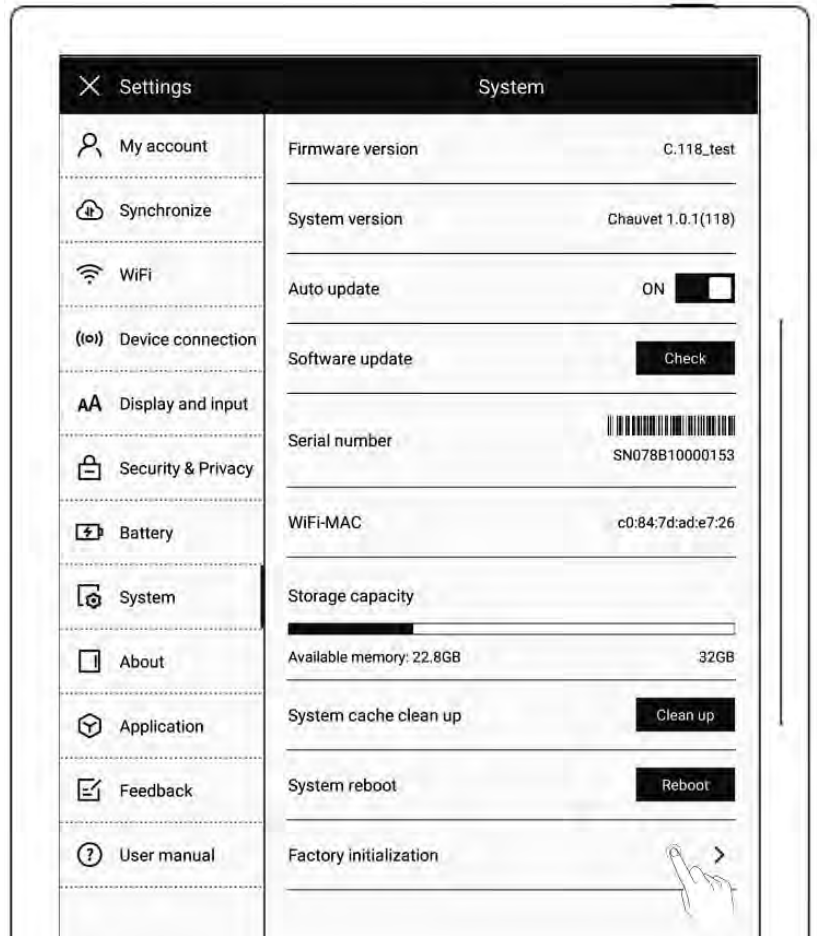 Settings
System
My account
Synchronize
WiFi
Device connection
AA Display and input
Security & Privacy
Battery
System
About
Application
Feedback
? User manual
Firmware version C.118_test
System version Chauvet 1.0.1(118)
Auto update ON
Software update Check
Serial number
SN078B10000153
WiFi-MAC c0:84:7d:ad:e7:26
Storage capacity
Available memory: 22.8GB 32GB
System cache clean up Clean up
System reboot Reboot
Factory initialization